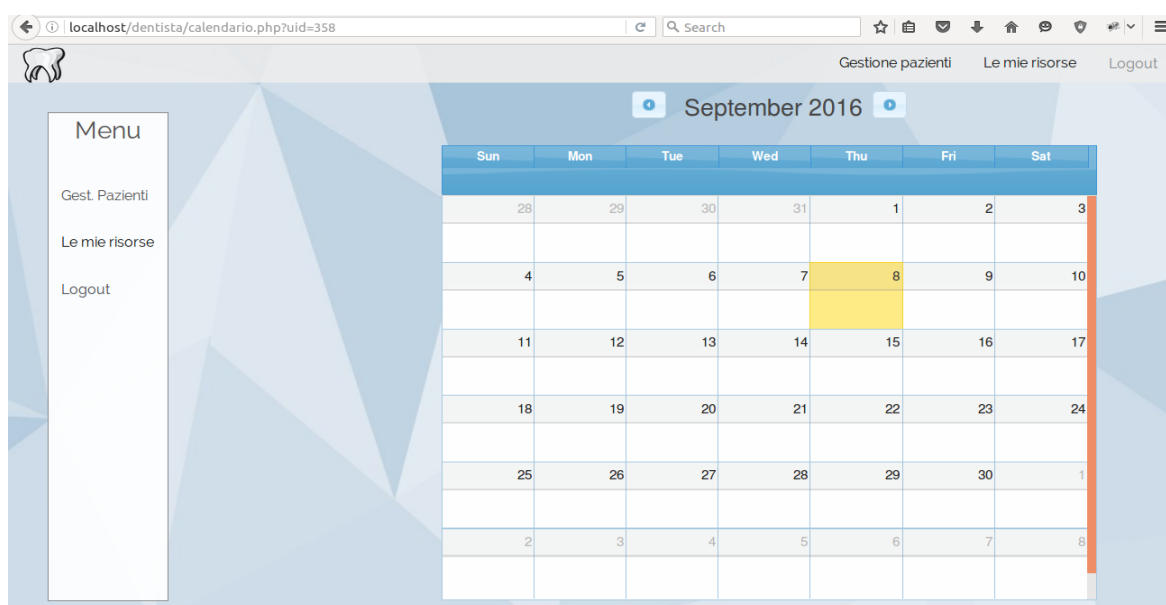 localhost/dentista/calendario.php?uid=358
Search
Gestione pazienti Le mie risorse Logout
Menu
Gest. Pazienti
Le mie risorse
Logout
September 2016
Sun Mon Tue Wed Thu Fri Sat
28 29 30 31 1 2 3
4 5 6 7 8 9 10
11 12 13 14 15 16 17
18 19 20 21 22 23 24
25 26 27 28 29 30 1
2 3 4 5 6 7 8